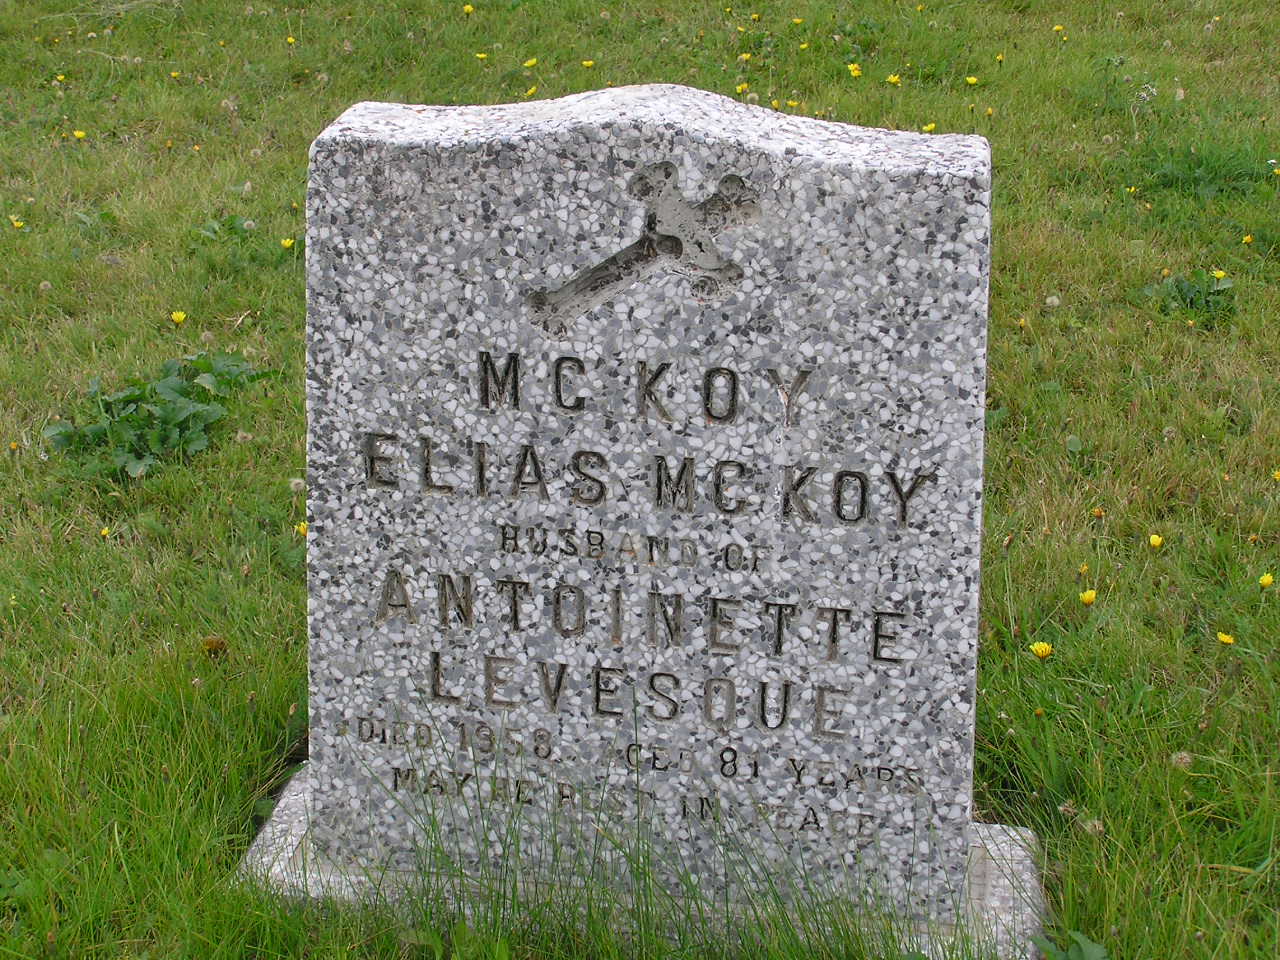 MC KOY
ELIAS MC KOY
HUSBAND OF
ANTOINETTE
LEVESQUE
DIED 1958 AGED 81 YEARS
MAY HE REST IN PEACE